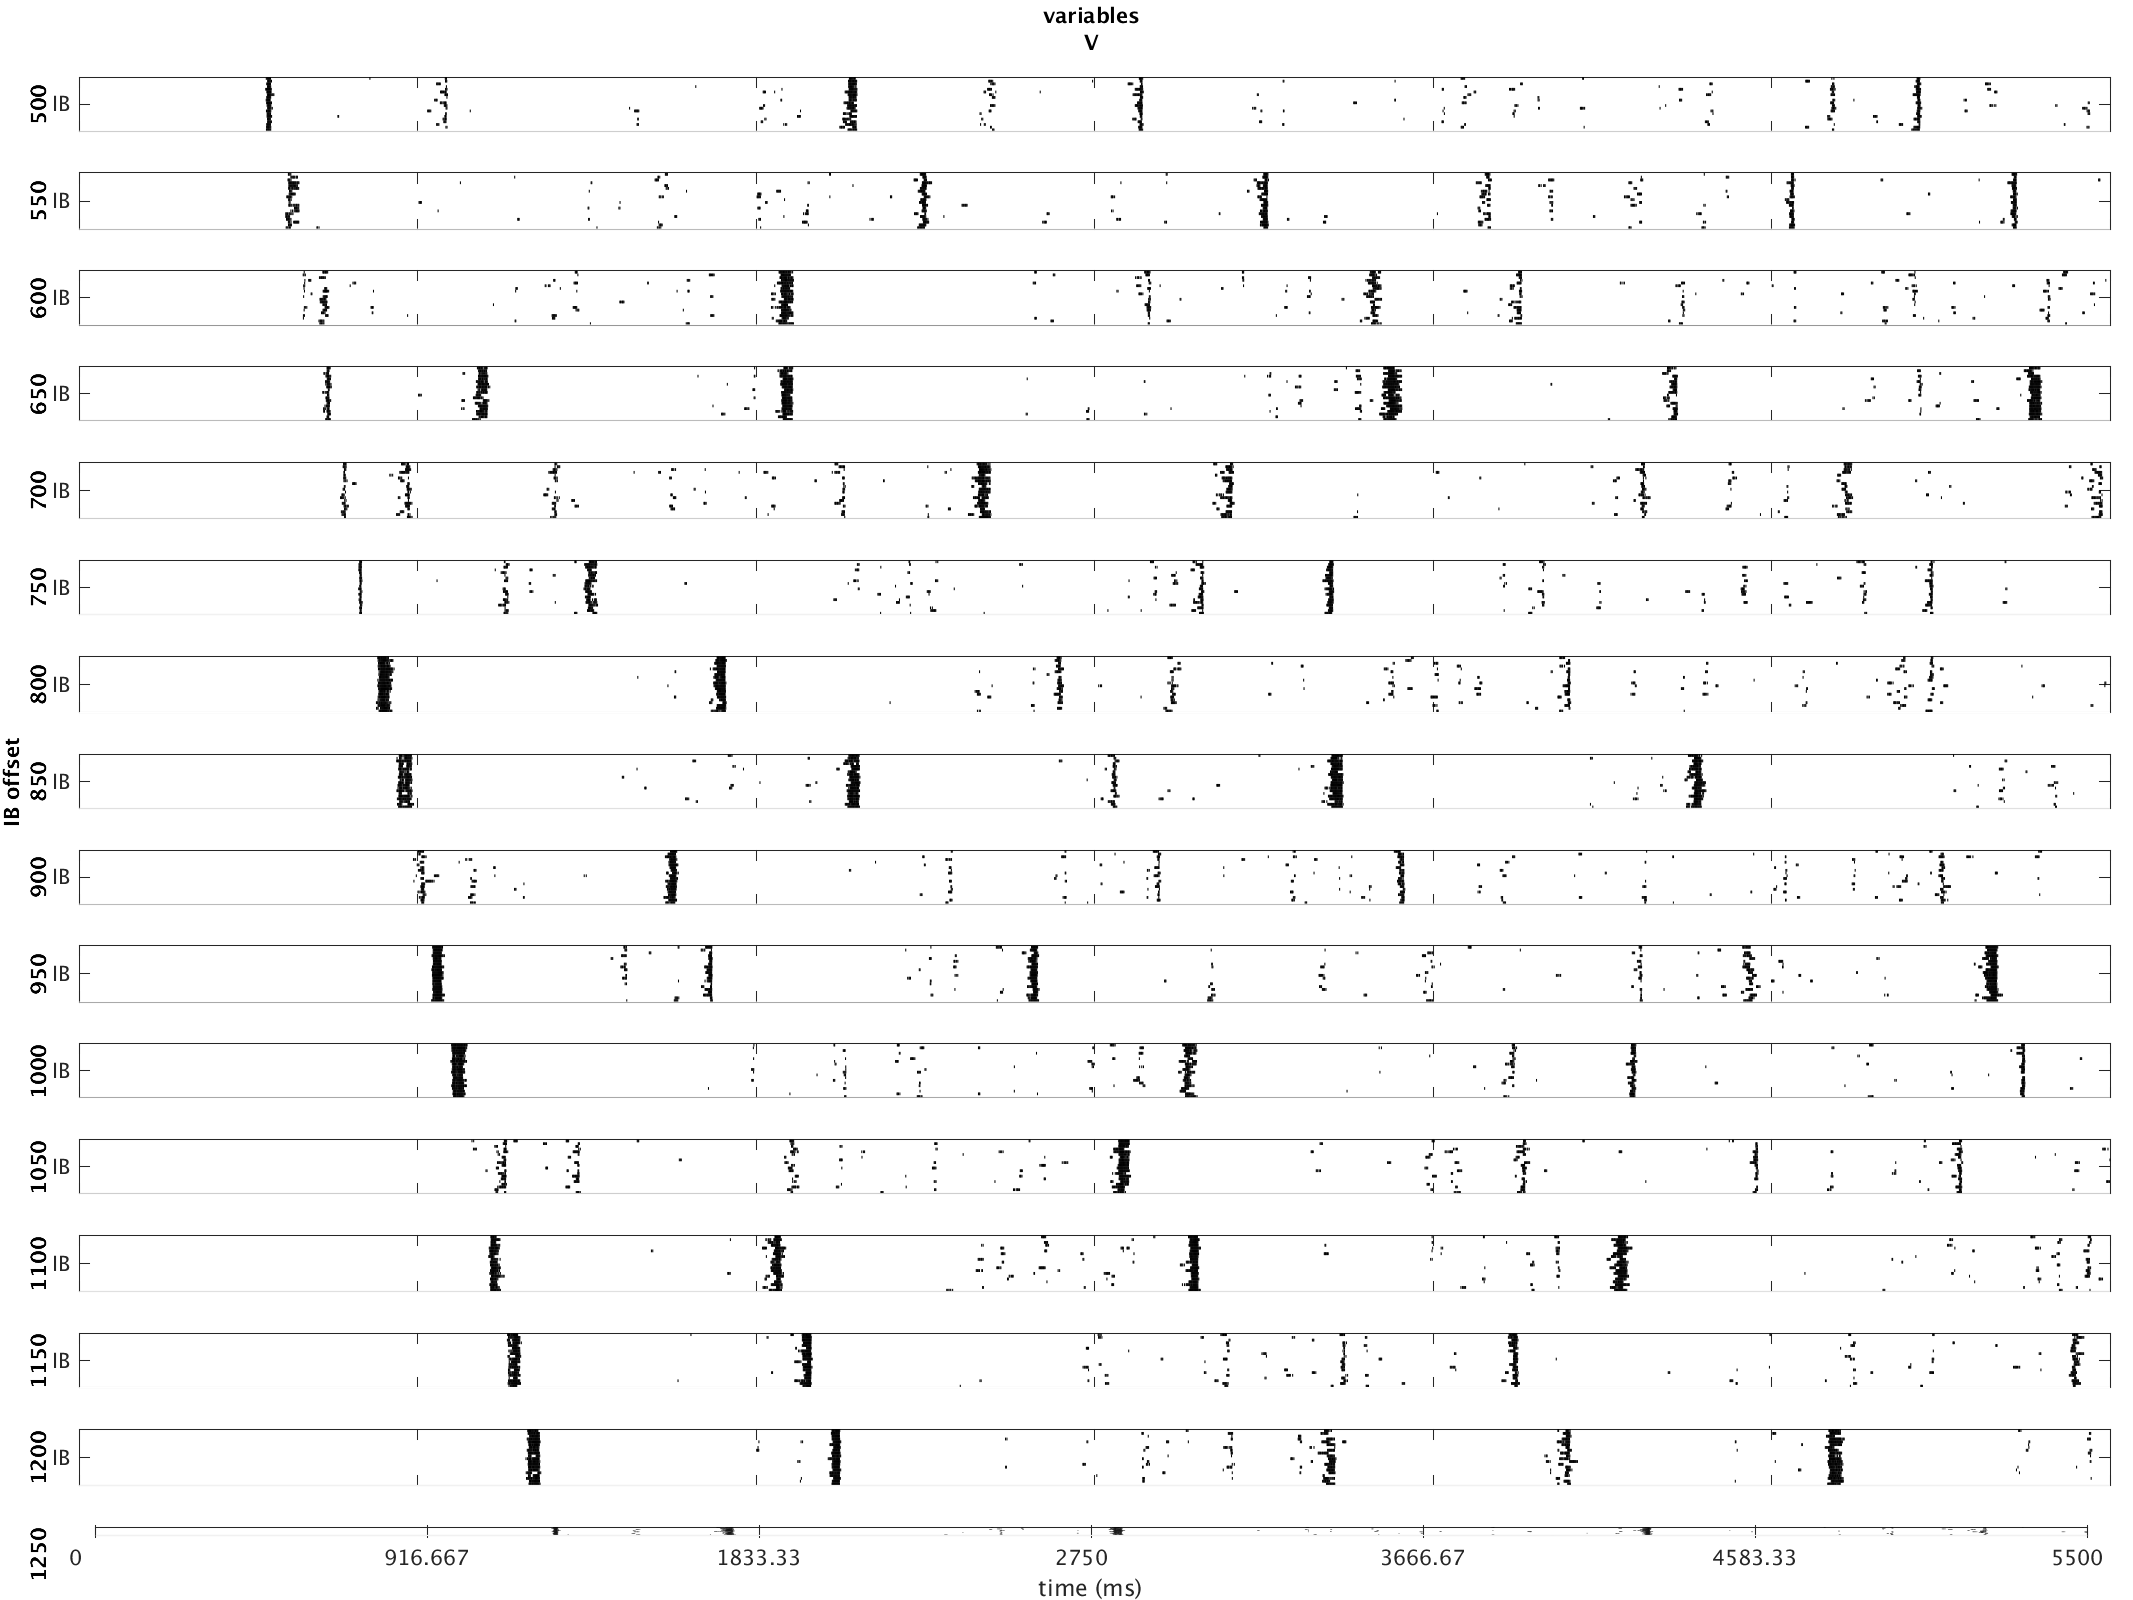 variables
V
500 IB
550 IB
600 IB
650 IB
700 IB
750 IB
800 IB
IB offset
850 IB
900 IB
950 IB
1000 IB
1050 IB
1100 IB
1150 IB
1200 IB
1250
0 916.667 1833.33 2750 3666.67 4583.33 5500
time (ms)